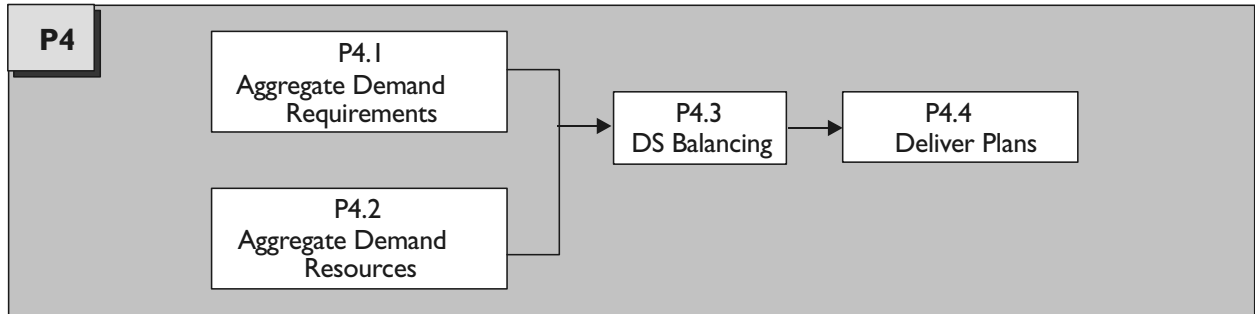 P4
P4.1
Aggregate Demand
Requirements
P4.2
Aggregate Demand
Resources
P4.3
DS Balancing
P4.4
Deliver Plans